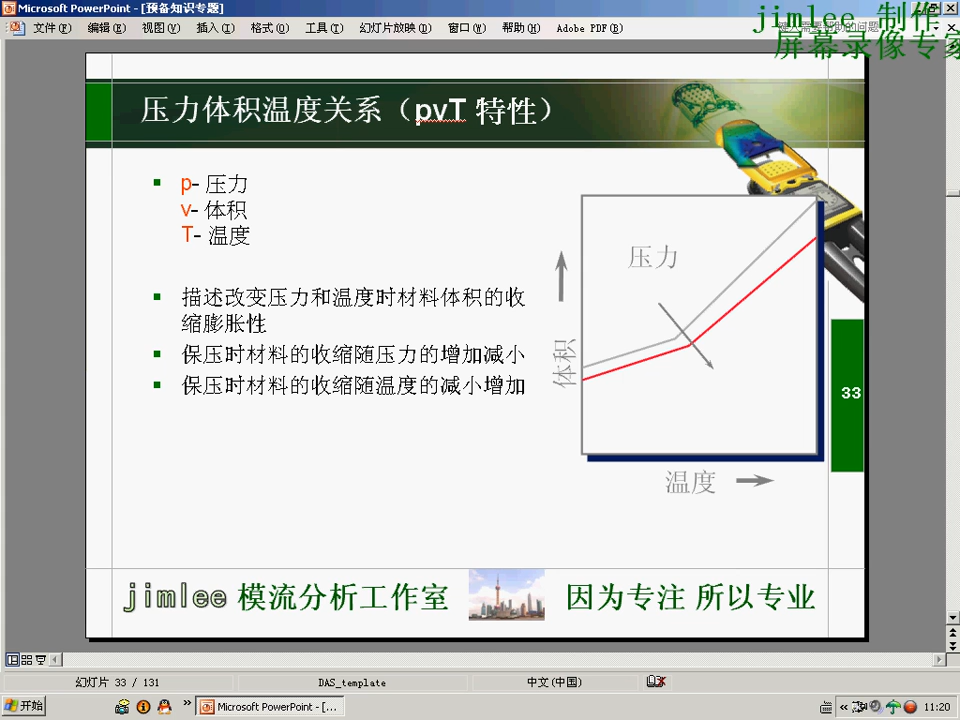 Microsoft PowerPoint - [预备知识专题]
jimlee 制作
屏幕录像专家
文件(F) 编辑(E) 视图(V) 插入(I) 格式(O) 工具(T) 幻灯片放映(D) 窗口(W) 帮助(H) Adobe PDF(B)
压力体积温度关系（pvT 特性）
p- 压力
v- 体积
T- 温度
描述改变压力和温度时材料体积的收
缩膨胀性
保压时材料的收缩随压力的增加减小
保压时材料的收缩随温度的减小增加
压力
体积
温度
33
jimlee 模流分析工作室
因为专注 所以专业
幻灯片 33 / 131
DAS_template
中文(中国)
开始
Microsoft PowerPoint - [...
11:20